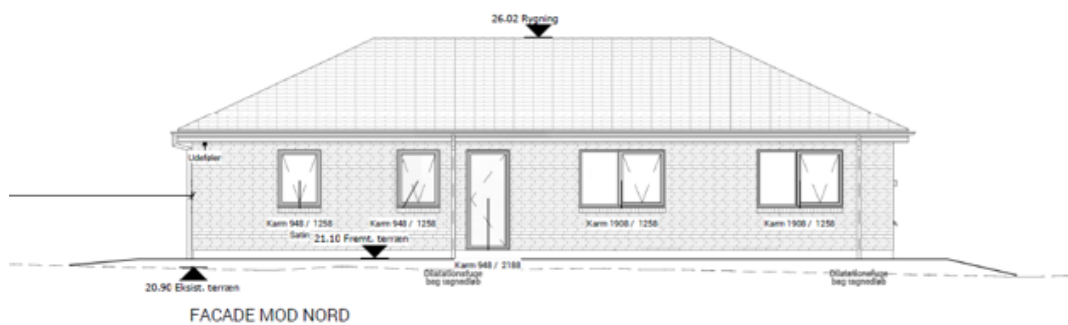 26.02 Rygning
Udeføler
Karm 948 / 1258
Satin
Karm 948 / 1258
Karm 1908 / 1258
Karm 1908 / 1258
21.10 Fremt. terræn
Karm 948 / 2188
20.90 Eksist. terræn
Dilatationsfuge
bag tagnedløb
Dilatationsfuge
bag tagnedløb
FACADE MOD NORD